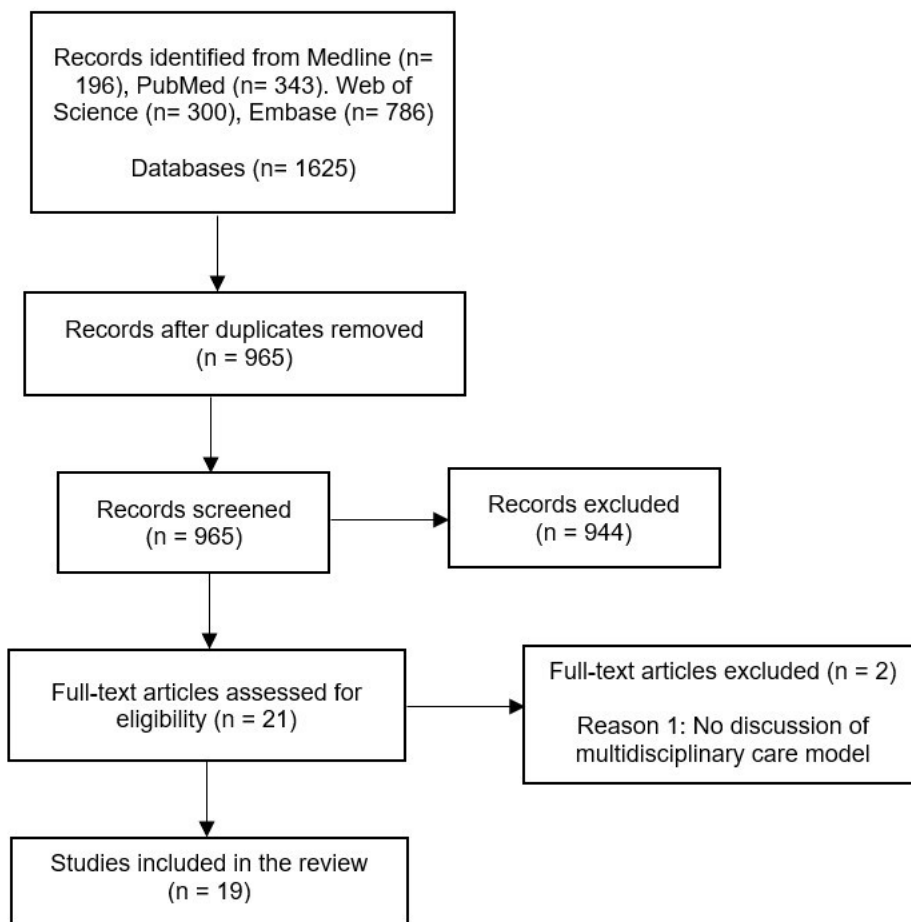 Records identified from Medline (n=
196), PubMed (n= 343). Web of
Science (n= 300), Embase (n= 786)
Databases (n= 1625)
Records after duplicates removed
(n = 965)
Records screened
(n = 965)
Records excluded
(n = 944)
Full-text articles assessed for
eligibility (n = 21)
Full-text articles excluded (n = 2)
Reason 1: No discussion of
multidisciplinary care model
Studies included in the review
(n = 19)